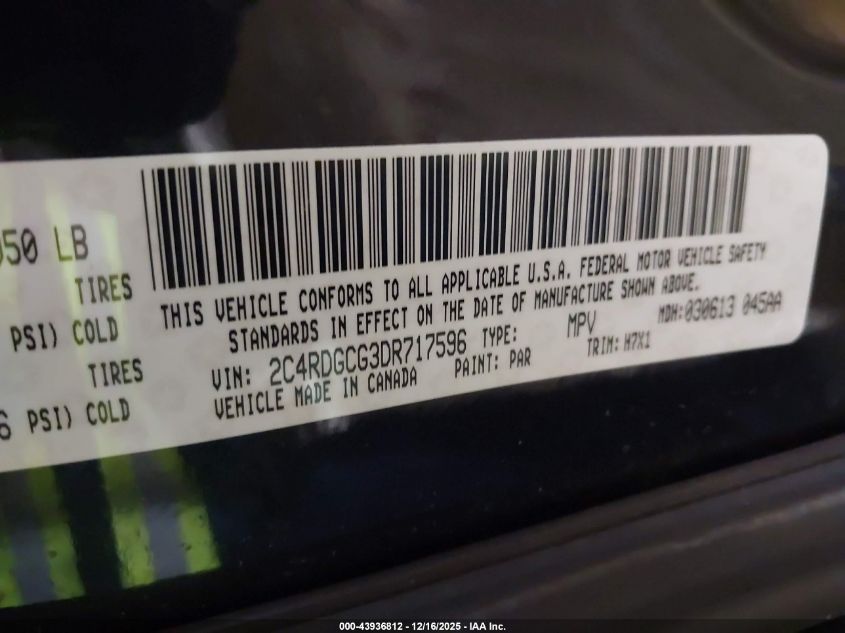 050 LB
TIRES
PSI) COLD
TIRES
6 PSI) COLD
THIS VEHICLE CONFORMS TO ALL APPLICABLE U.S.A. FEDERAL MOTOR VEHICLE SAFETY
STANDARDS IN EFFECT ON THE DATE OF MANUFACTURE SHOWN ABOVE.
VIN: 2C4RDGCG3DR717596 TYPE: MPV MDH:030613 045AA
VEHICLE MADE IN CANADA PAINT: PAR TRIM: H7X1
000-43936812 - 12/16/2025 - IAA Inc.